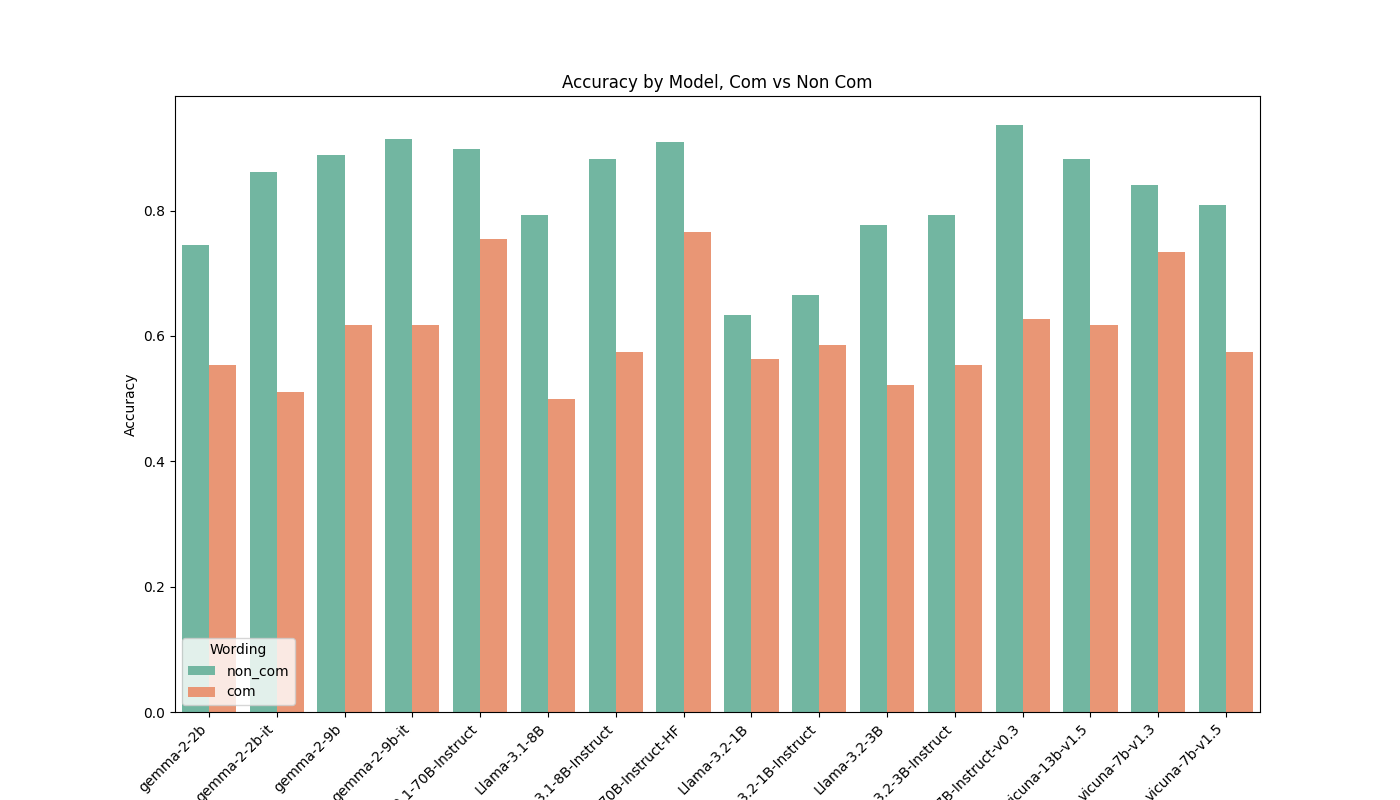 Accuracy by Model, Com vs Non Com
Accuracy
0.8
0.6
0.4
0.2
0.0
Wording
non_com
com
gemma-2-2b
gemma-2-2b-it
gemma-2-9b
gemma-2-9b-it
.1-70B-Instruct
Llama-3.1-8B
3.1-8B-Instruct
70B-Instruct-HF
Llama-3.2-1B
3.2-1B-Instruct
Llama-3.2-3B
3.2-3B-Instruct
7B-Instruct-v0.3
vicuna-13b-v1.5
vicuna-7b-v1.3
vicuna-7b-v1.5